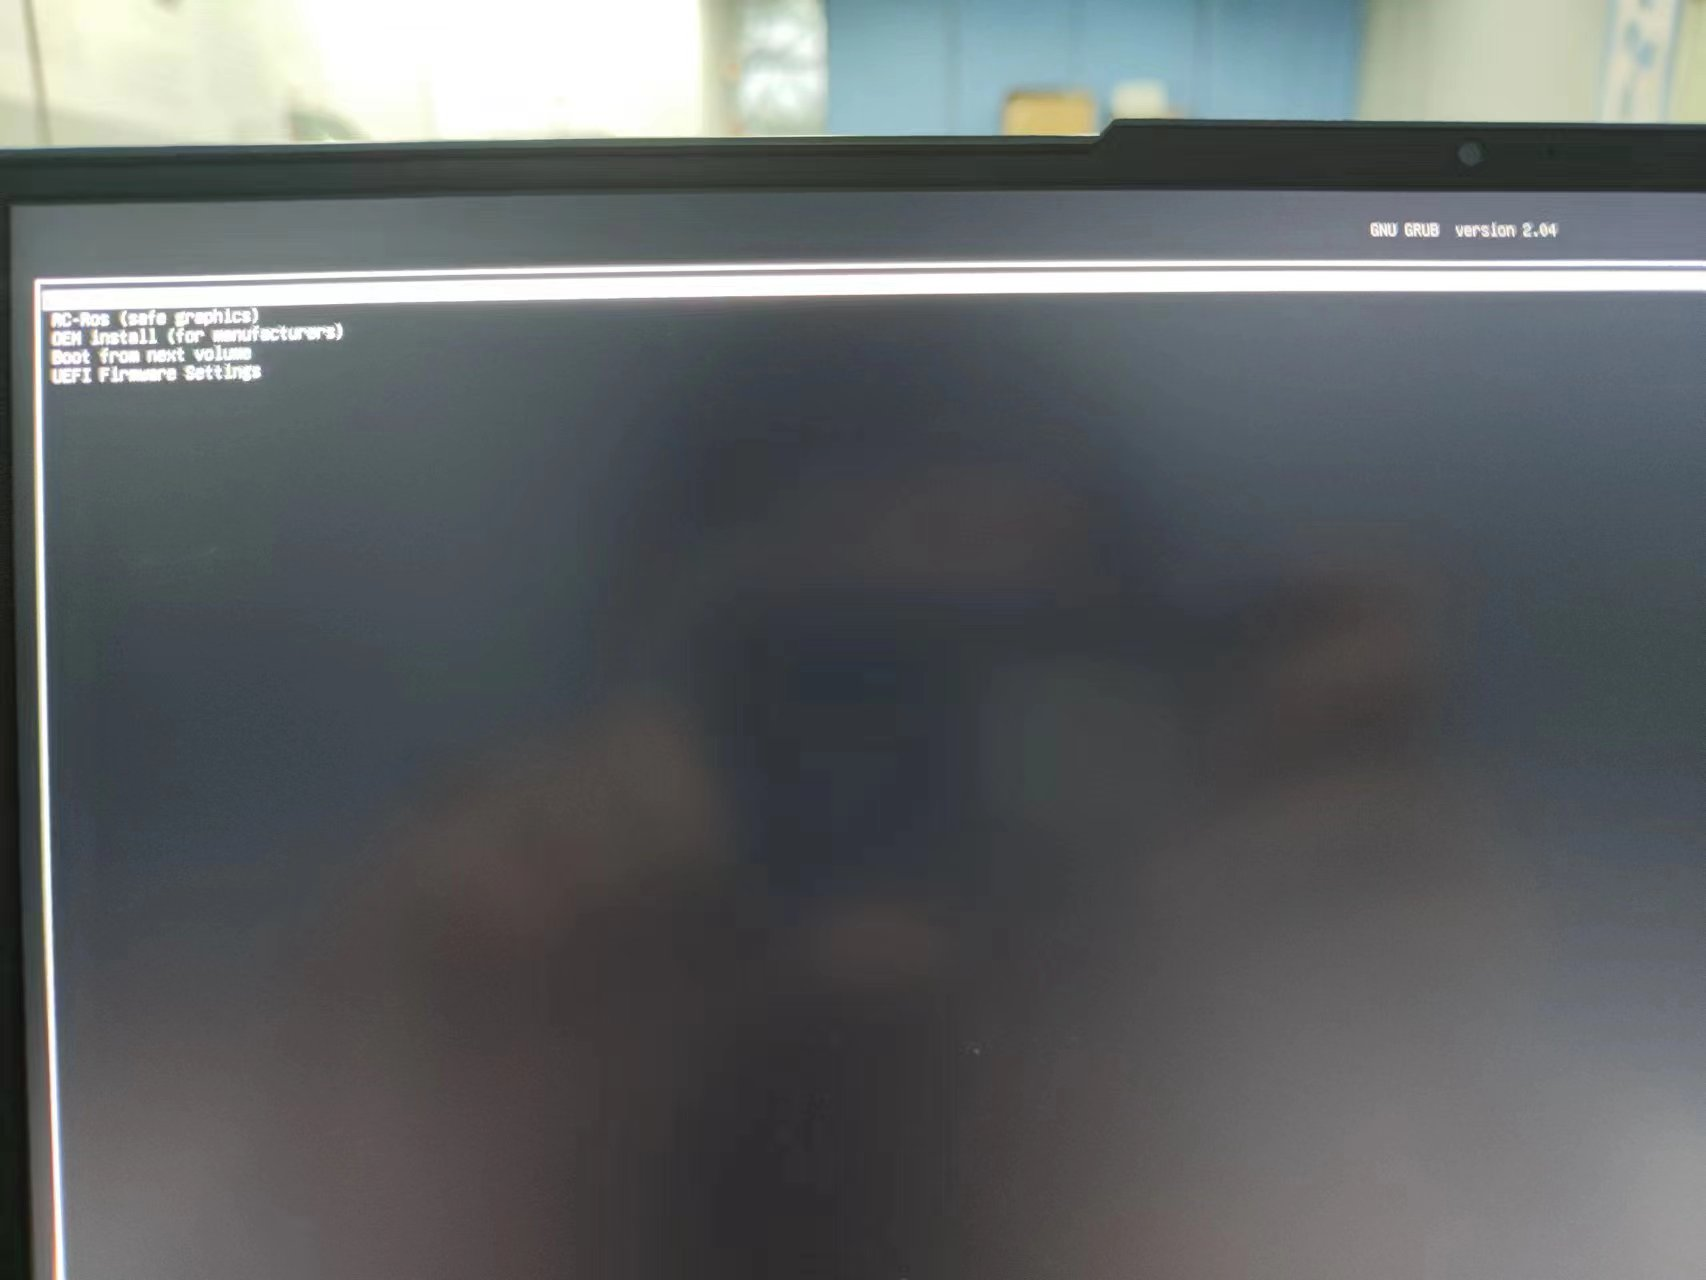 GNU GRUB version 2.04
RC-Ros (safe graphics)
OEM install (for manufacturers)
Boot from next volume
UEFI Firmware Settings